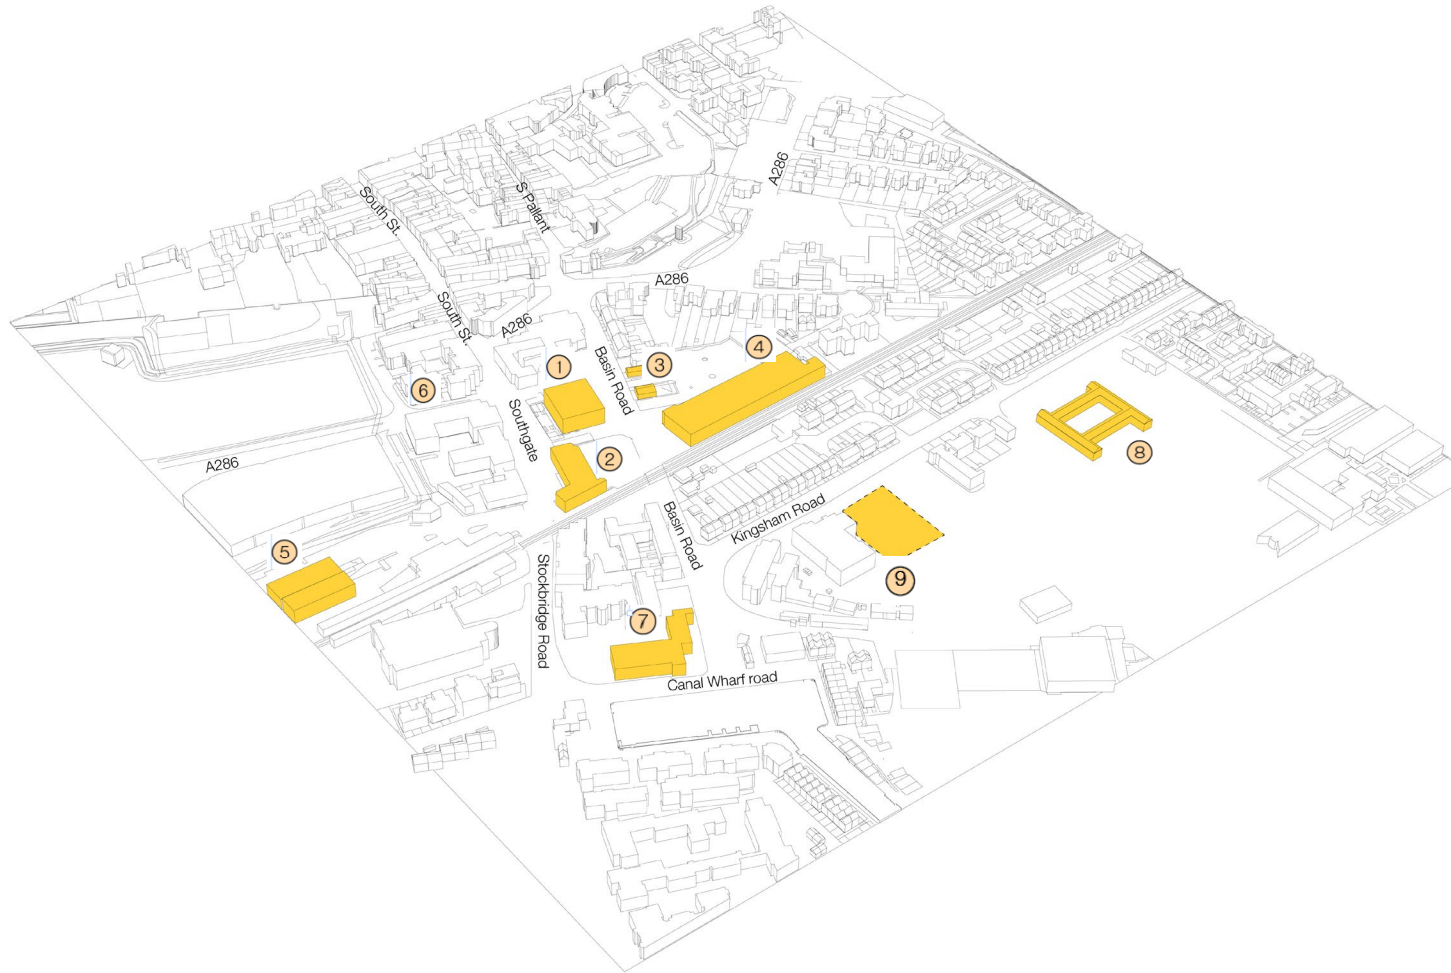 A286
South St.
S Pallant
A286
South St.
A286
1
Basin Road
3
4
6
Southgate
2
8
A286
5
Basin Road
Kingsham Road
9
Stockbridge Road
7
Canal Wharf road